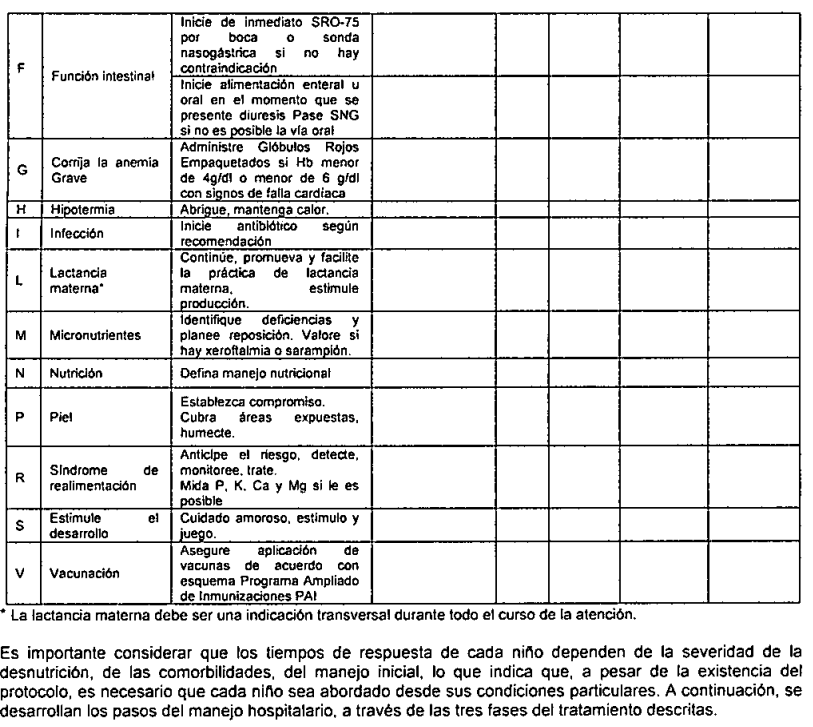 Inicie de inmediato SRO-75
por boca o sonda
nasogástrica si no hay
contraindicación
F
Función intestinal
Inicie alimentación enteral u
oral en el momento que se
presente diuresis Pase SNG
si no es posible la vía oral
G
Corrija la anemia
Grave
Administre Glóbulos Rojos
Empaquetados si Hb menor
de 4g/dl o menor de 6 g/dl
con signos de falla cardíaca
H
Hipotermia
Abrigue, mantenga calor.
I
Infección
Inicie antibiótico según
recomendación
L
Lactancia
materna*
Continúe, promueva y facilite
la práctica de lactancia
materna, estimule
producción.
M
Micronutrientes
Identifique deficiencias y
planee reposición. Valore si
hay xeroftalmia o sarampión.
N
Nutrición
Defina manejo nutricional
P
Piel
Establezca compromiso.
Cubra áreas expuestas,
humecte.
R
Síndrome de
realimentación
Anticipe el riesgo, detecte,
monitoree, trate.
Mida P, K, Ca y Mg si le es
posible
S
Estimule el
desarrollo
Cuidado amoroso, estímulo y
juego.
V
Vacunación
Asegure aplicación de
vacunas de acuerdo con
esquema Programa Ampliado
de Inmunizaciones PAI
* La lactancia materna debe ser una indicación transversal durante todo el curso de la atención.
Es importante considerar que los tiempos de respuesta de cada niño dependen de la severidad de la
desnutrición, de las comorbilidades, del manejo inicial, lo que indica que, a pesar de la existencia del
protocolo, es necesario que cada niño sea abordado desde sus condiciones particulares. A continuación, se
desarrollan los pasos del manejo hospitalario, a través de las tres fases del tratamiento descritas.